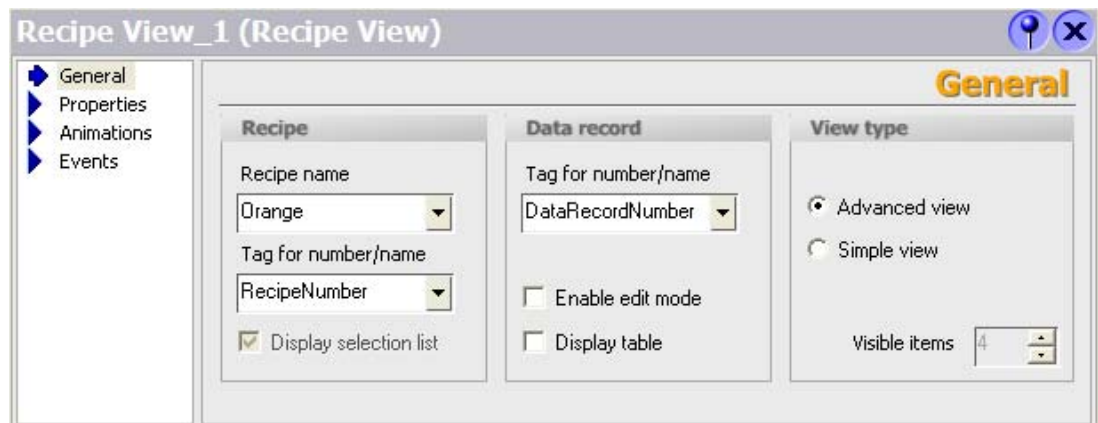 Recipe View_1 (Recipe View)
General
Properties
Animations
Events
General
Recipe
Recipe name
Orange
Tag for number/name
RecipeNumber
Display selection list
Data record
Tag for number/name
DataRecordNumber
Enable edit mode
Display table
View type
Advanced view
Simple view
Visible items 4